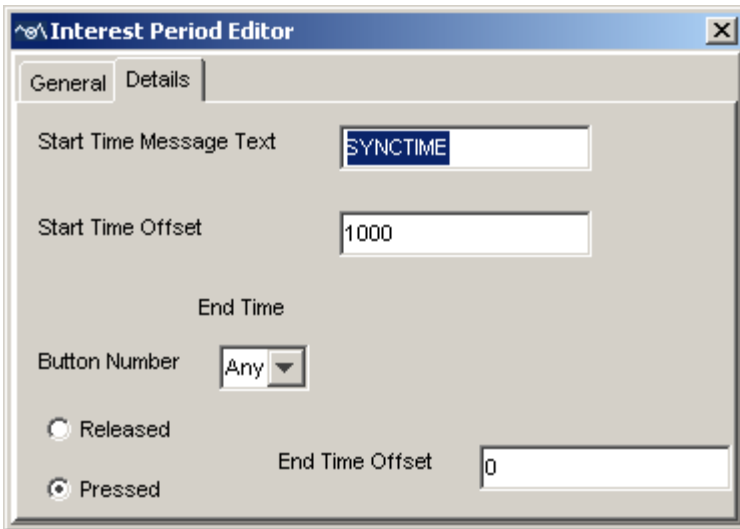 Interest Period Editor
General Details
Start Time Message Text SYNCTIME
Start Time Offset 1000
End Time
Button Number Any
Released
End Time Offset 0
Pressed